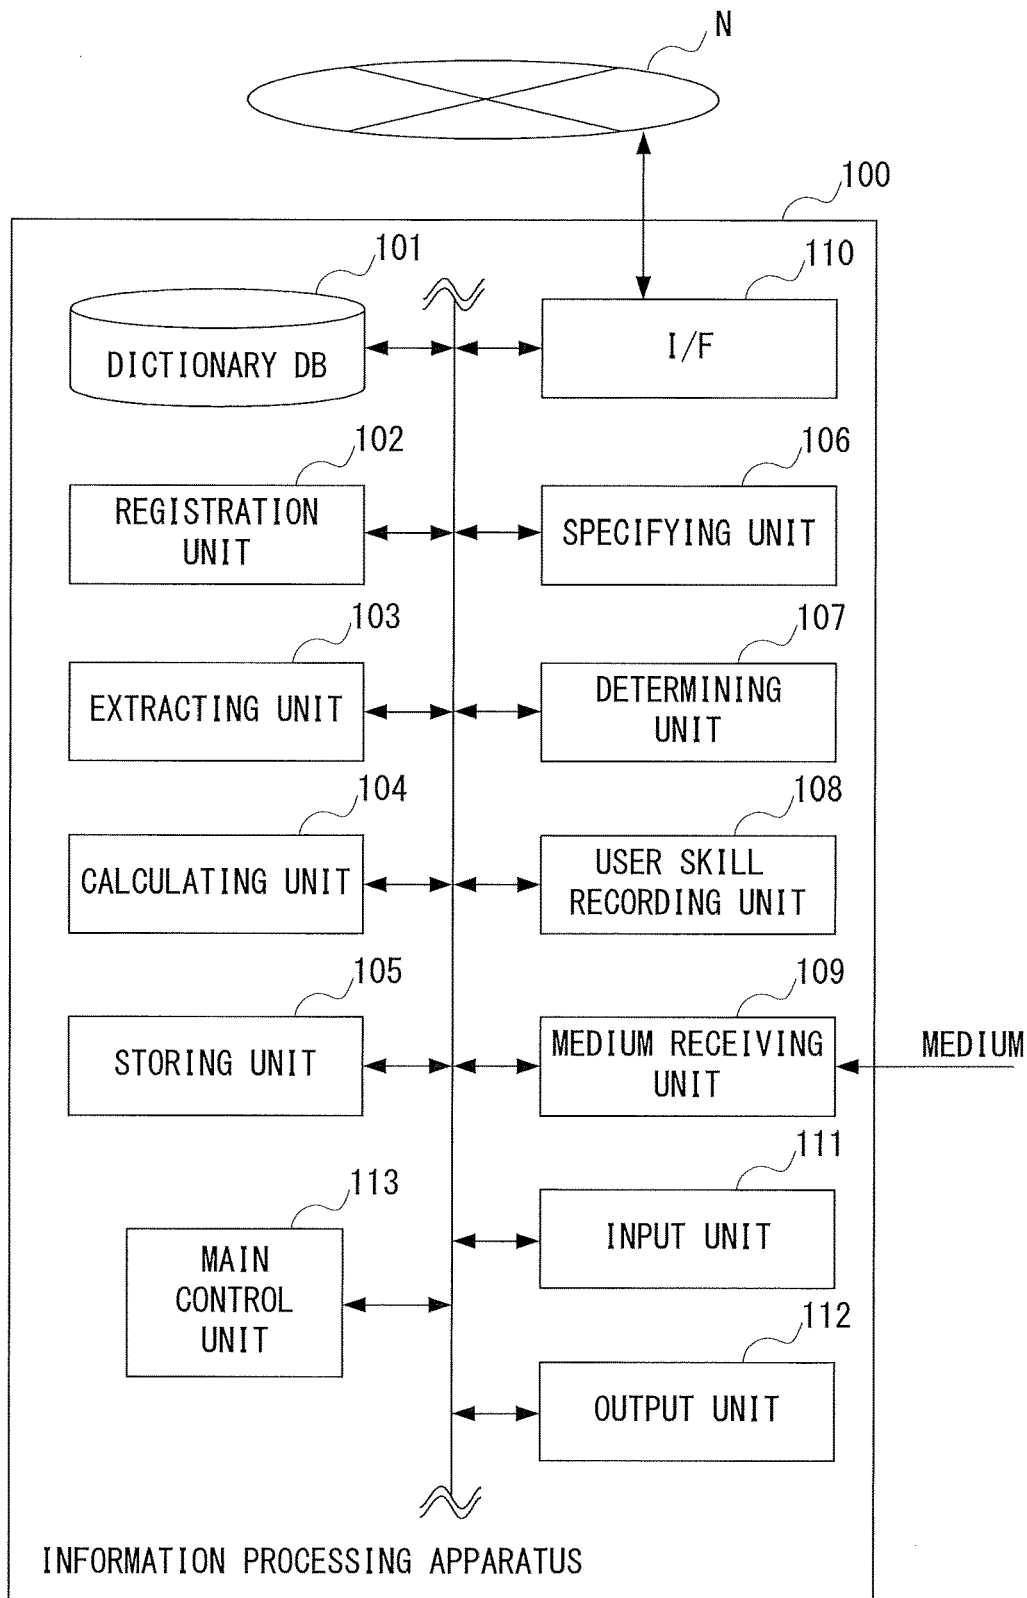 N
100
101
110
DICTIONARY DB
I/F
102
106
REGISTRATION
UNIT
SPECIFYING UNIT
103
107
EXTRACTING UNIT
DETERMINING
UNIT
104
108
CALCULATING UNIT
USER SKILL
RECORDING UNIT
105
109
STORING UNIT
MEDIUM RECEIVING
UNIT
MEDIUM
113
111
MAIN
CONTROL
UNIT
INPUT UNIT
112
OUTPUT UNIT
INFORMATION PROCESSING APPARATUS